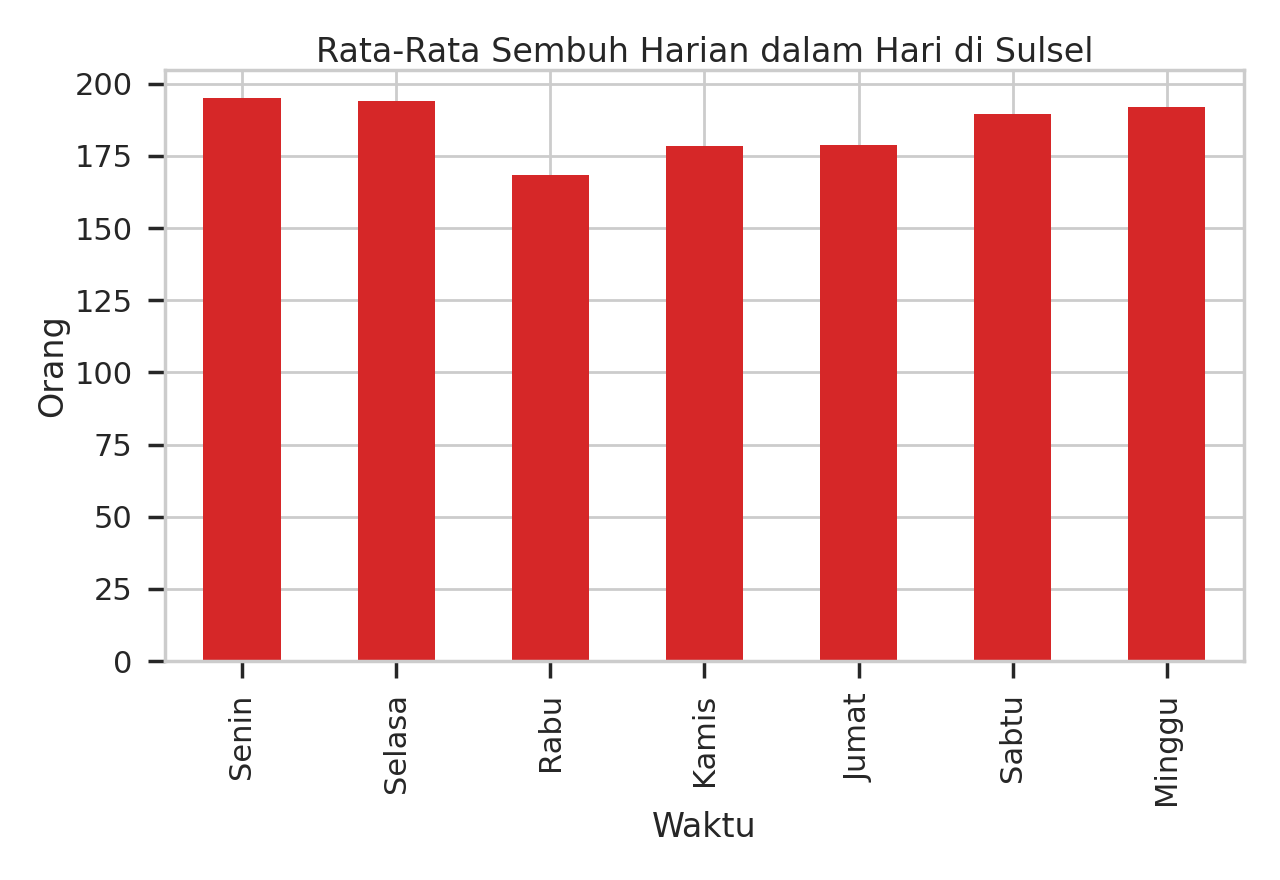 Rata-Rata Sembuh Harian dalam Hari di Sulsel
200
175
150
125
100
75
50
25
0
Orang
Senin
Selasa
Rabu
Kamis
Jumat
Sabtu
Minggu
Waktu